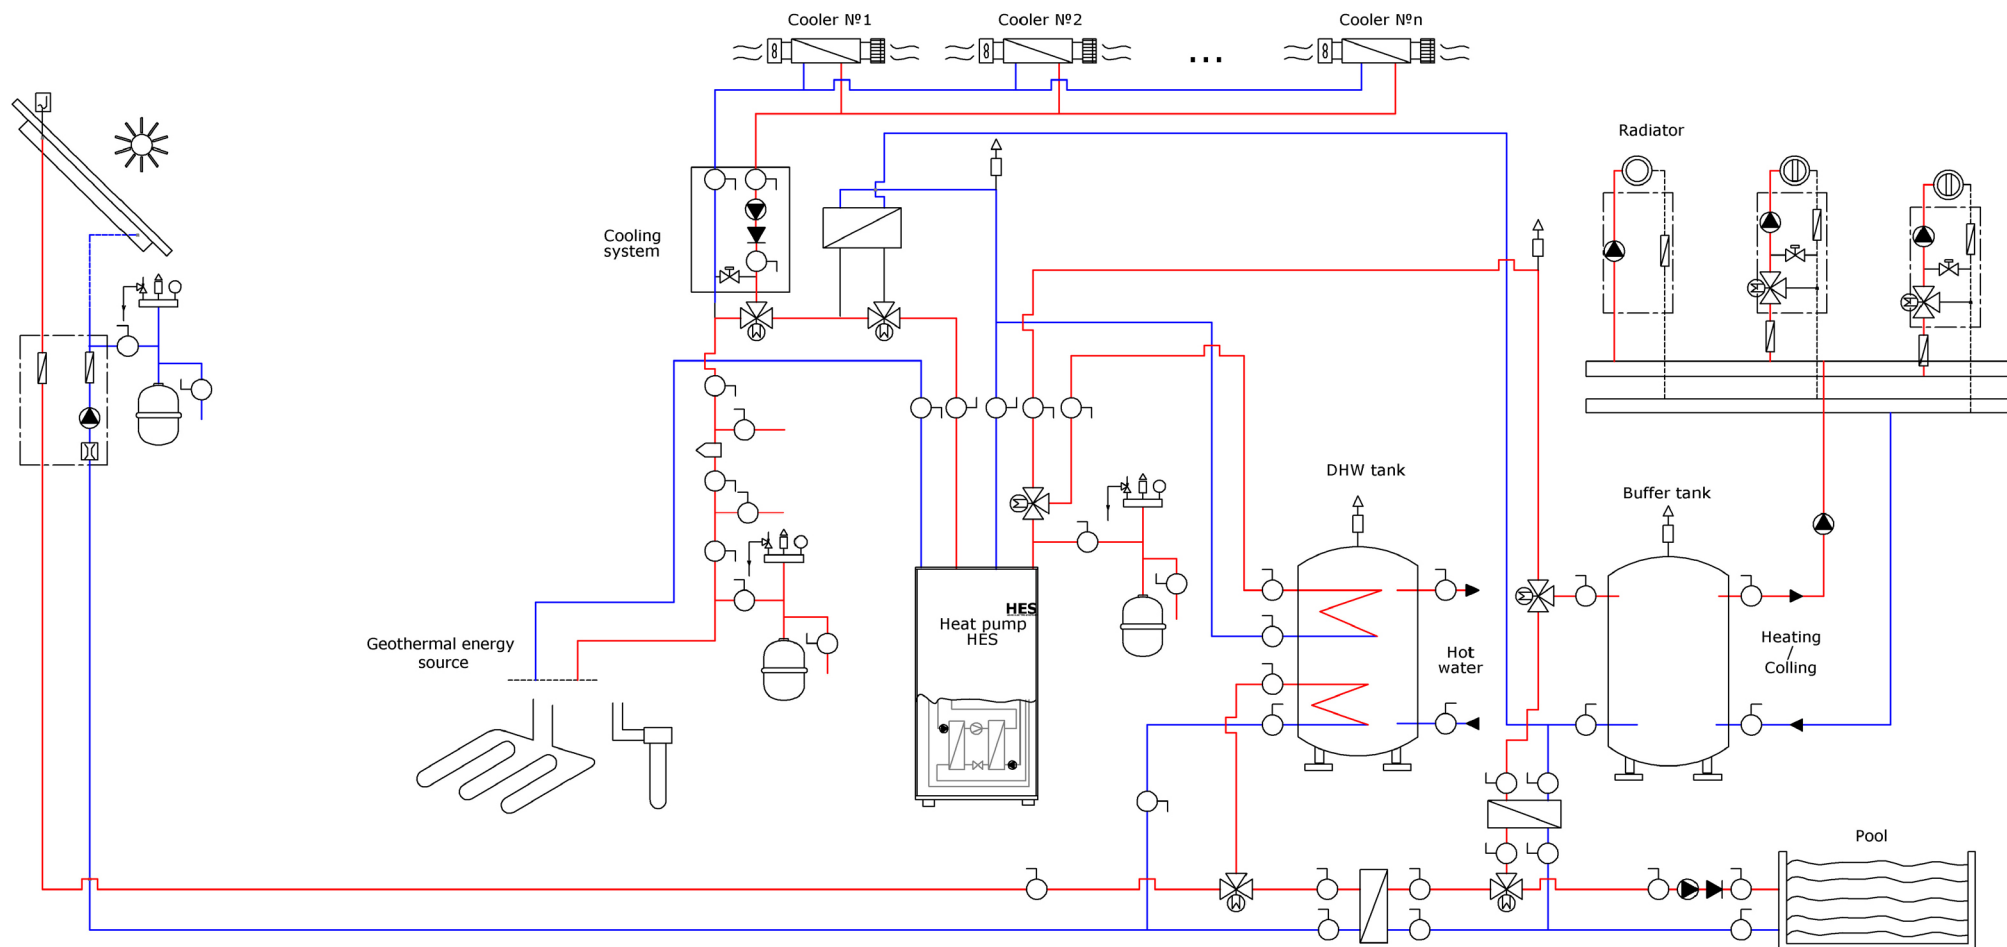 Cooler №1
Cooler №2
Cooler №n
...
Radiator
Cooling
system
DHW tank
Buffer tank
HES
Heat pump
HES
Geothermal energy
source
Hot
water
Heating
/
Colling
Pool